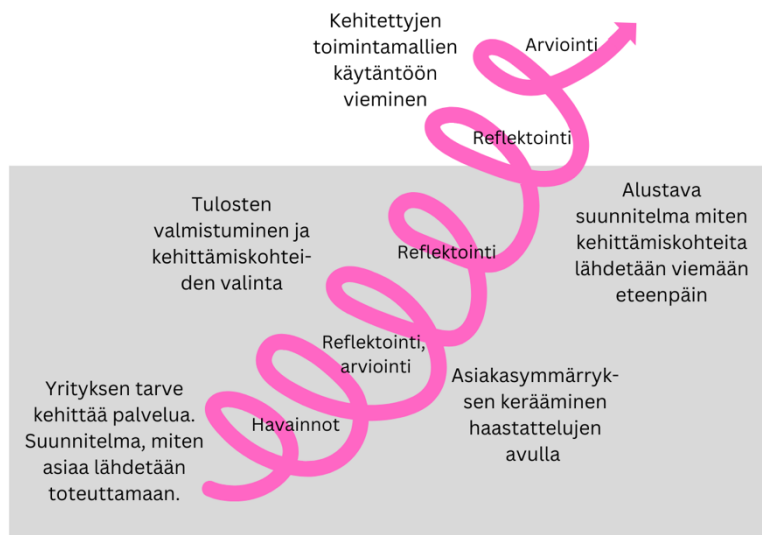 Kehitettyjen
toimintamallien
käytäntöön
vieminen
Arviointi
Reflektointi
Tulosten
valmistuminen ja
kehittämiskohtei-
den valinta
Alustava
suunnitelma miten
kehittämiskohteita
lähdetään viemään
eteenpäin
Reflektointi
Reflektointi,
arviointi
Asiakasymmärryk-
sen kerääminen
haastattelujen
avulla
Havainnot
Yrityksen tarve
kehittää palvelua.
Suunnitelma, miten
asiaa lähdetään
toteuttamaan.